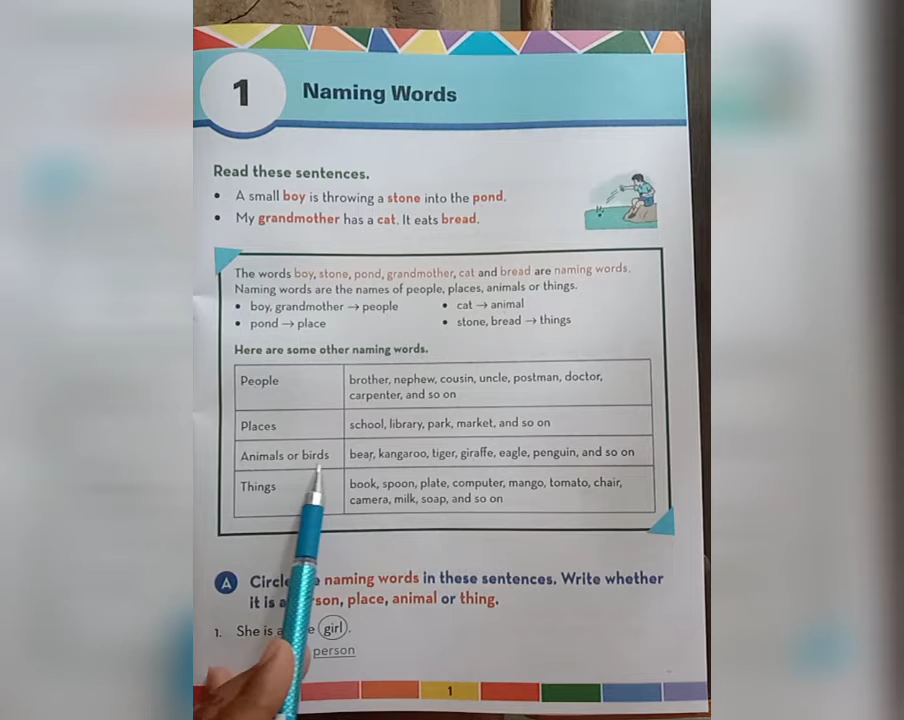 1
Naming Words
Read these sentences.
• A small boy is throwing a stone into the pond.
• My grandmother has a cat. It eats bread.
The words boy, stone, pond, grandmother, cat and bread are naming words.
Naming words are the names of people, places, animals or things.
• boy, grandmother → people
• cat → animal
• pond → place
• stone, bread → things
Here are some other naming words.
People
brother, nephew, cousin, uncle, postman, doctor,
carpenter, and so on
Places
school, library, park, market, and so on
Animals or birds
bear, kangaroo, tiger, giraffe, eagle, penguin, and so on
Things
book, spoon, plate, computer, mango, tomato, chair,
camera, milk, soap, and so on
A Circle naming words in these sentences. Write whether
it is a place, animal or thing.
1. She is girl.
person
1